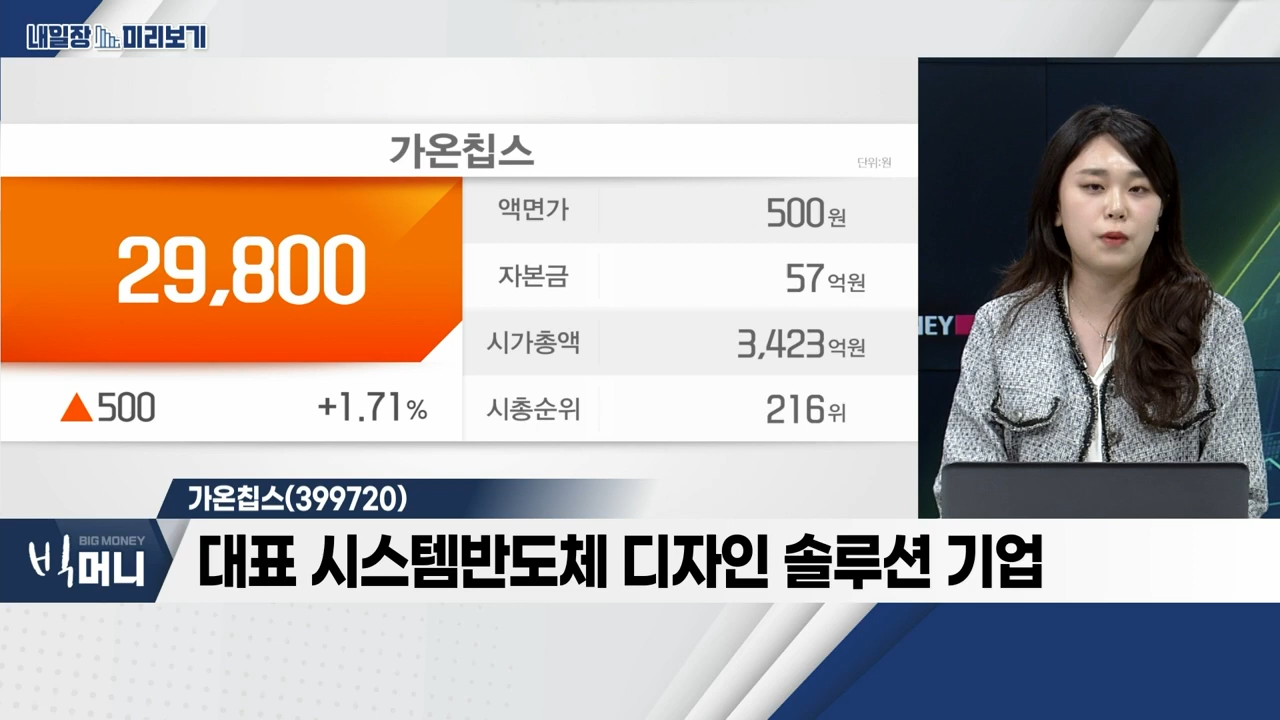 내일장 미리보기
가온칩스
단위:원
29,800
▲500 +1.71%
액면가 500원
자본금 57억원
시가총액 3,423억원
시총순위 216위
NEY
가온칩스(399720)
BIG MONEY
빅머니
대표 시스템반도체 디자인 솔루션 기업